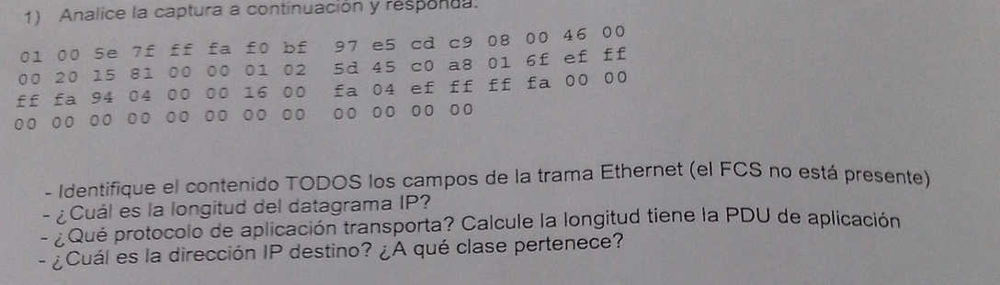 1) Analice la captura a continuación y responda:
01 00 5e 7f ff fa f0 bf 97 e5 cd c9 08 00 46 00
00 20 15 81 00 00 01 02 5d 45 c0 a8 01 6f ef ff
ff fa 94 04 00 00 16 00 fa 04 ef ff ff fa 00 00
00 00 00 00 00 00 00 00 00 00 00 00
- Identifique el contenido TODOS los campos de la trama Ethernet (el FCS no está presente)
- ¿Cuál es la longitud del datagrama IP?
- ¿Qué protocolo de aplicación transporta? Calcule la longitud tiene la PDU de aplicación
- ¿Cuál es la dirección IP destino? ¿A qué clase pertenece?